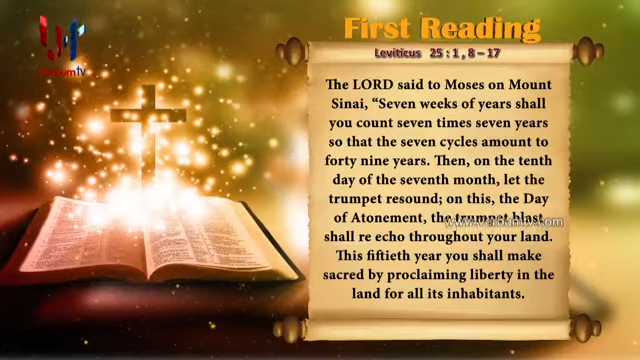 First Reading
Leviticus 25 : 1 , 8 – 17
The LORD said to Moses on Mount
Sinai, “Seven weeks of years shall
you count seven times seven years
so that the seven cycles amount to
forty nine years. Then, on the tenth
day of the seventh month, let the
trumpet resound; on this, the Day
of Atonement, the trumpet blast
www.verbumtv.com
shall re echo throughout your land.
This fiftieth year you shall make
sacred by proclaiming liberty in the
land for all its inhabitants.